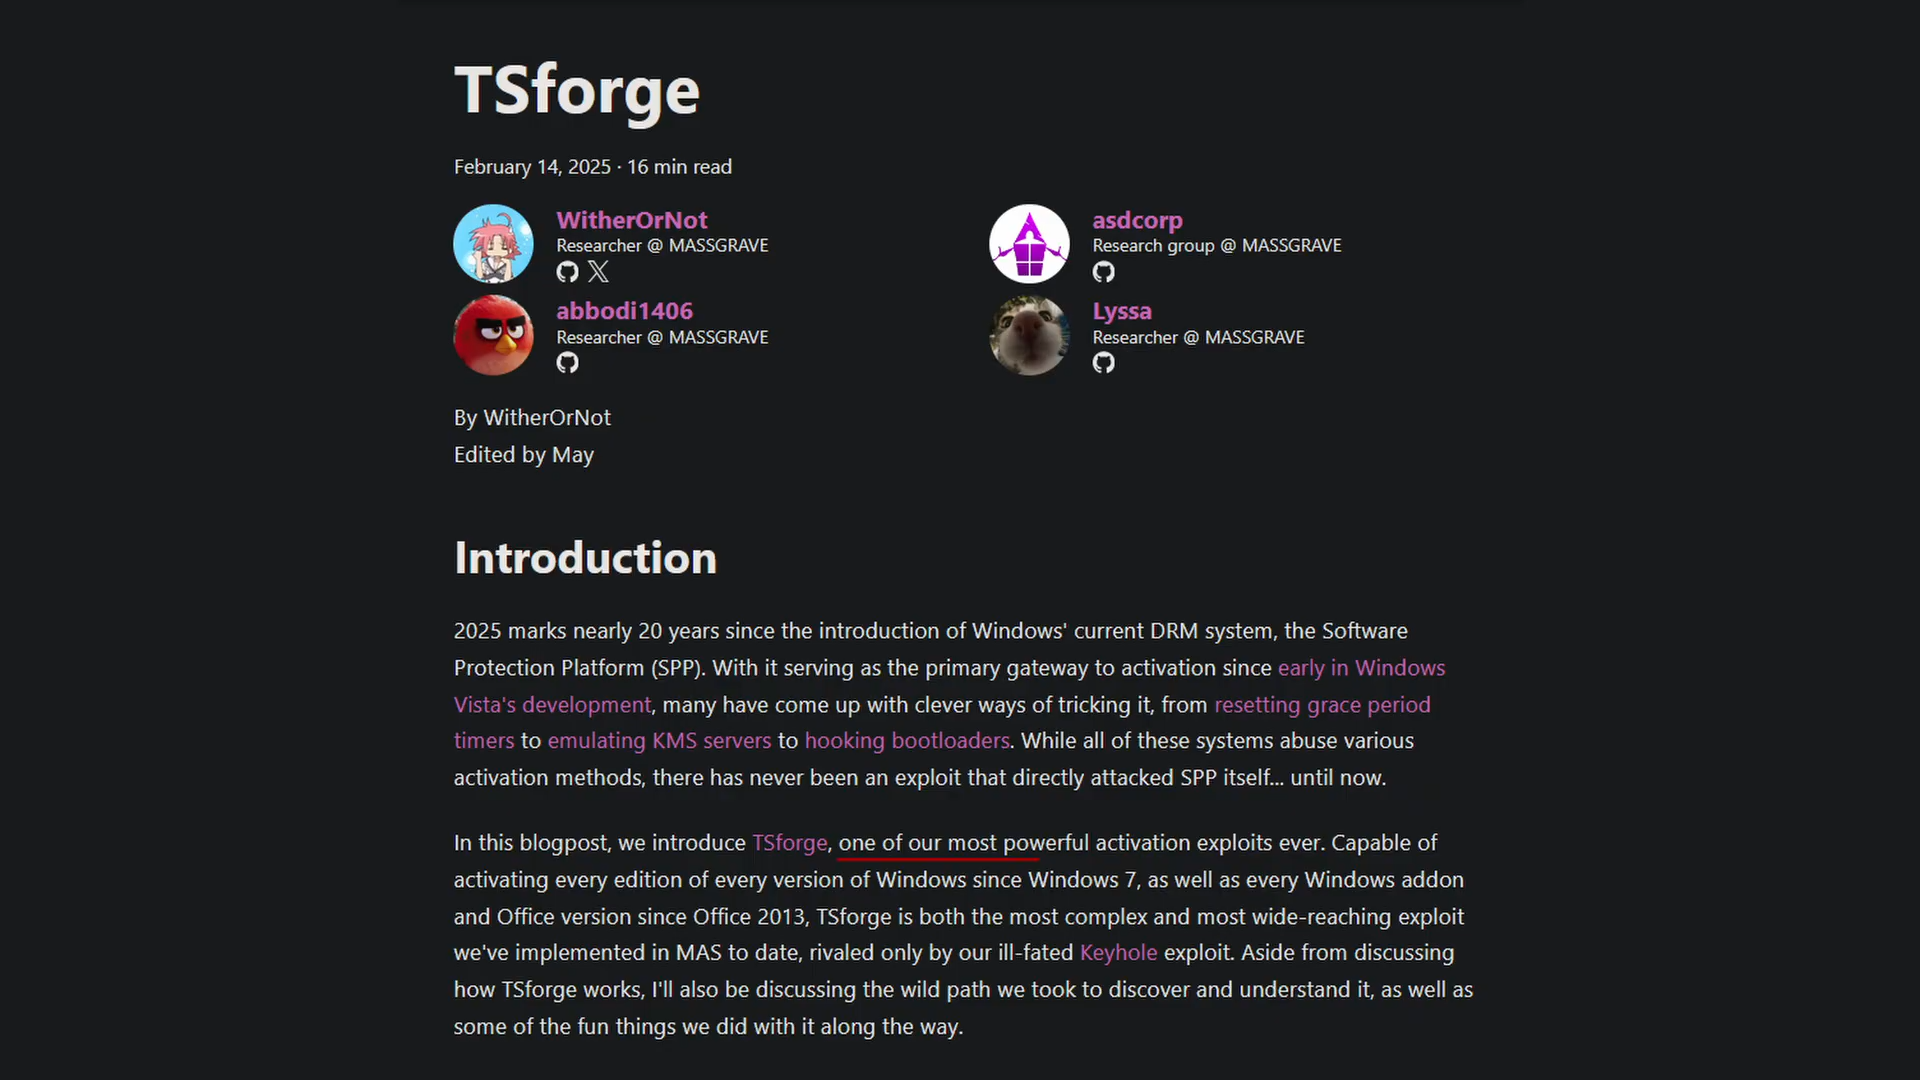 TSforge
February 14, 2025 · 16 min read
WitherOrNot
Researcher @ MASSGRAVE
asdcorp
Research group @ MASSGRAVE
abbodi1406
Researcher @ MASSGRAVE
Lyssa
Researcher @ MASSGRAVE
By WitherOrNot
Edited by May
Introduction
2025 marks nearly 20 years since the introduction of Windows' current DRM system, the Software
Protection Platform (SPP). With it serving as the primary gateway to activation since early in Windows
Vista's development, many have come up with clever ways of tricking it, from resetting grace period
timers to emulating KMS servers to hooking bootloaders. While all of these systems abuse various
activation methods, there has never been an exploit that directly attacked SPP itself... until now.
In this blogpost, we introduce TSforge, one of our most powerful activation exploits ever. Capable of
activating every edition of every version of Windows since Windows 7, as well as every Windows addon
and Office version since Office 2013, TSforge is both the most complex and most wide-reaching exploit
we've implemented in MAS to date, rivaled only by our ill-fated Keyhole exploit. Aside from discussing
how TSforge works, I'll also be discussing the wild path we took to discover and understand it, as well as
some of the fun things we did with it along the way.